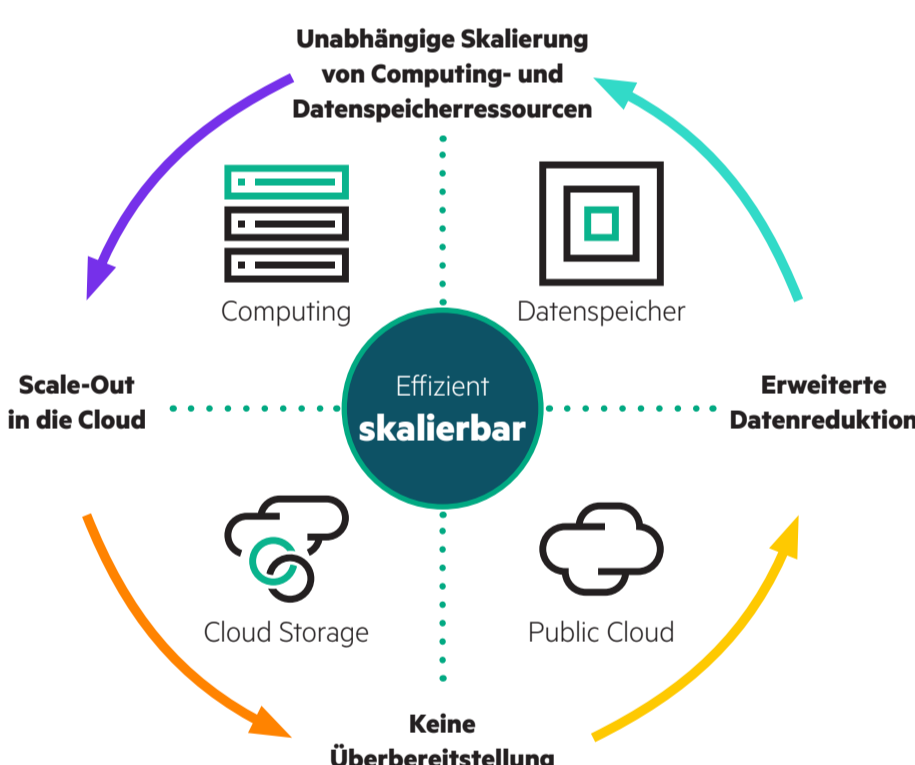 Unabhängige Skalierung
von Computing- und
Datenspeicherressourcen
Computing
Datenspeicher
Scale-Out
in die Cloud
Effizient
skalierbar
Erweiterte
Datenreduktion
Cloud Storage
Public Cloud
Keine
Überbereitstellung